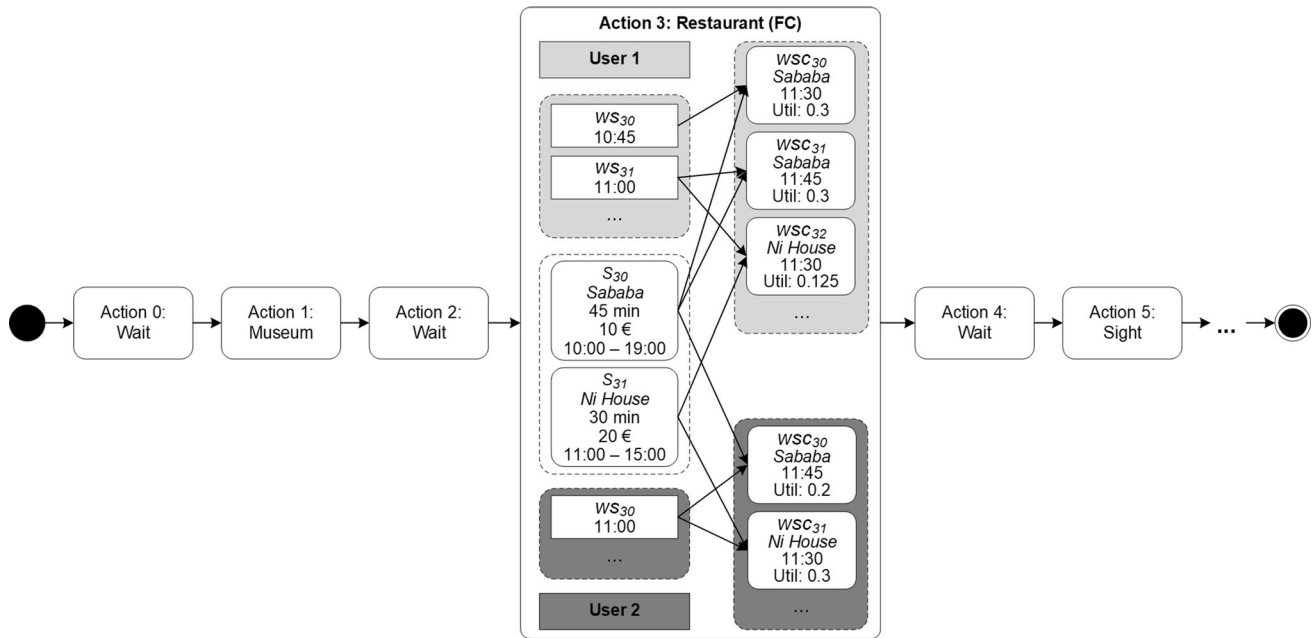 Action 3: Restaurant (FC)
User 1
ws30
10:45
ws31
11:00
...
S30
Sababa
45 min
10 €
10:00 – 19:00
S31
Ni House
30 min
20 €
11:00 – 15:00
ws30
11:00
...
User 2
wsc30
Sababa
11:30
Util: 0.3
wsc31
Sababa
11:45
Util: 0.3
wsc32
Ni House
11:30
Util: 0.125
...
wsc30
Sababa
11:45
Util: 0.2
wsc31
Ni House
11:30
Util: 0.3
...
Action 0:
Wait
Action 1:
Museum
Action 2:
Wait
Action 4:
Wait
Action 5:
Sight
...